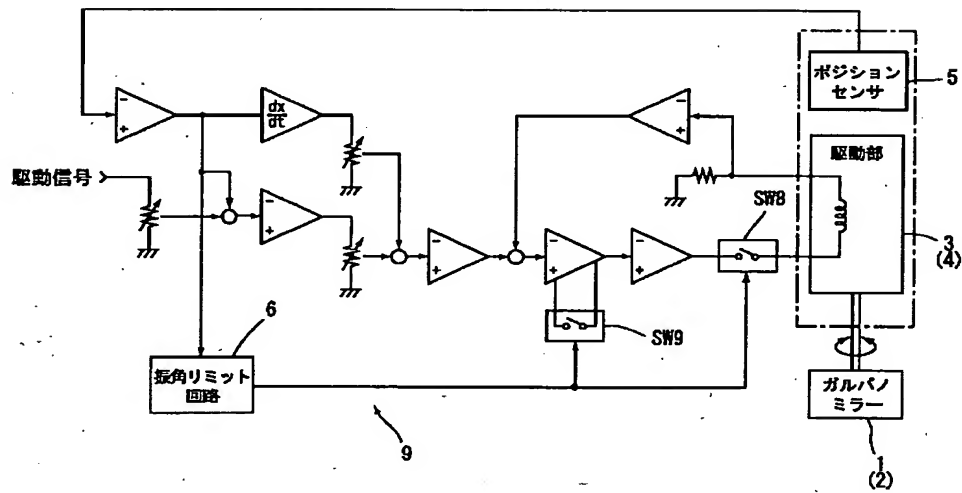 ポジション
センサ
5
dx
dt
駆動部
駆動信号
SW8
3
(4)
6
SW9
振角リミット
回路
ガルバノ
ミラー
9
1
(2)
- +
- +
- +
- +
- +
- +